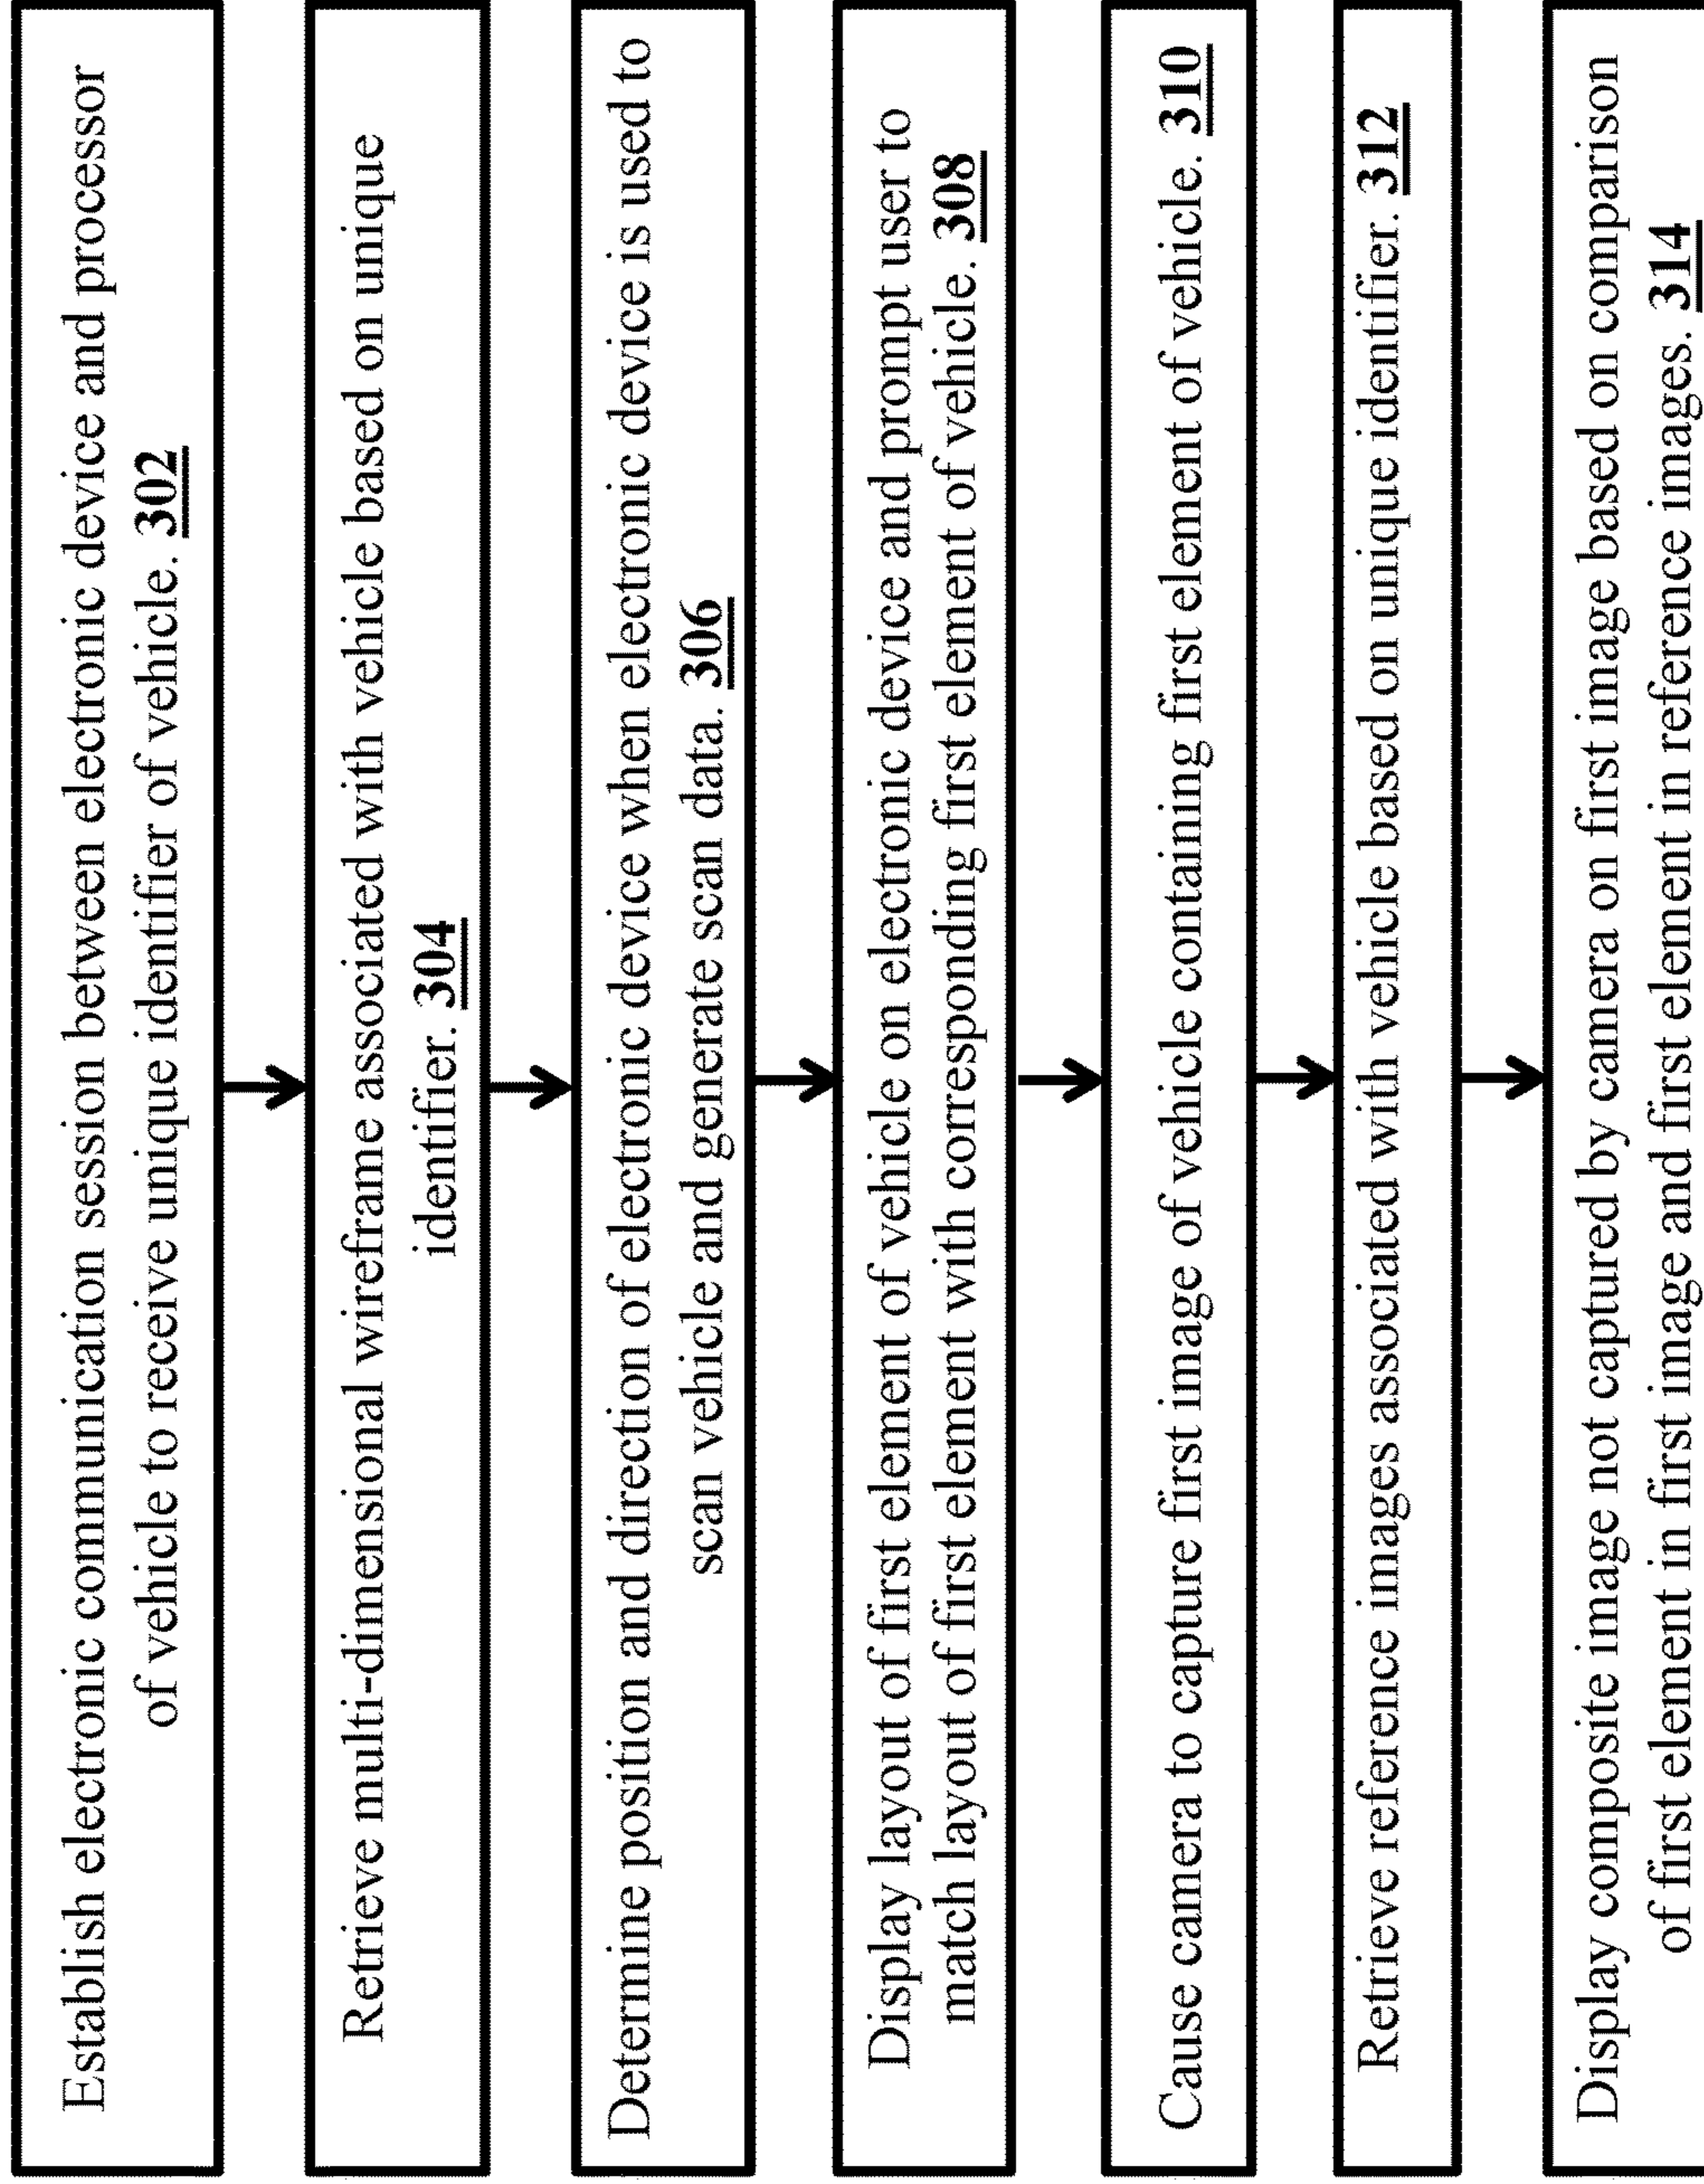 Establish electronic communication session between electronic device and processor
of vehicle to receive unique identifier of vehicle. 302
Retrieve multi-dimensional wireframe associated with vehicle based on unique
identifier. 304
Determine position and direction of electronic device when electronic device is used to
scan vehicle and generate scan data. 306
Display layout of first element of vehicle on electronic device and prompt user to
match layout of first element with corresponding first element of vehicle. 308
Cause camera to capture first image of vehicle containing first element of vehicle. 310
Retrieve reference images associated with vehicle based on unique identifier. 312
Display composite image not captured by camera on first image based on comparison
of first element in first image and first element in reference images. 314